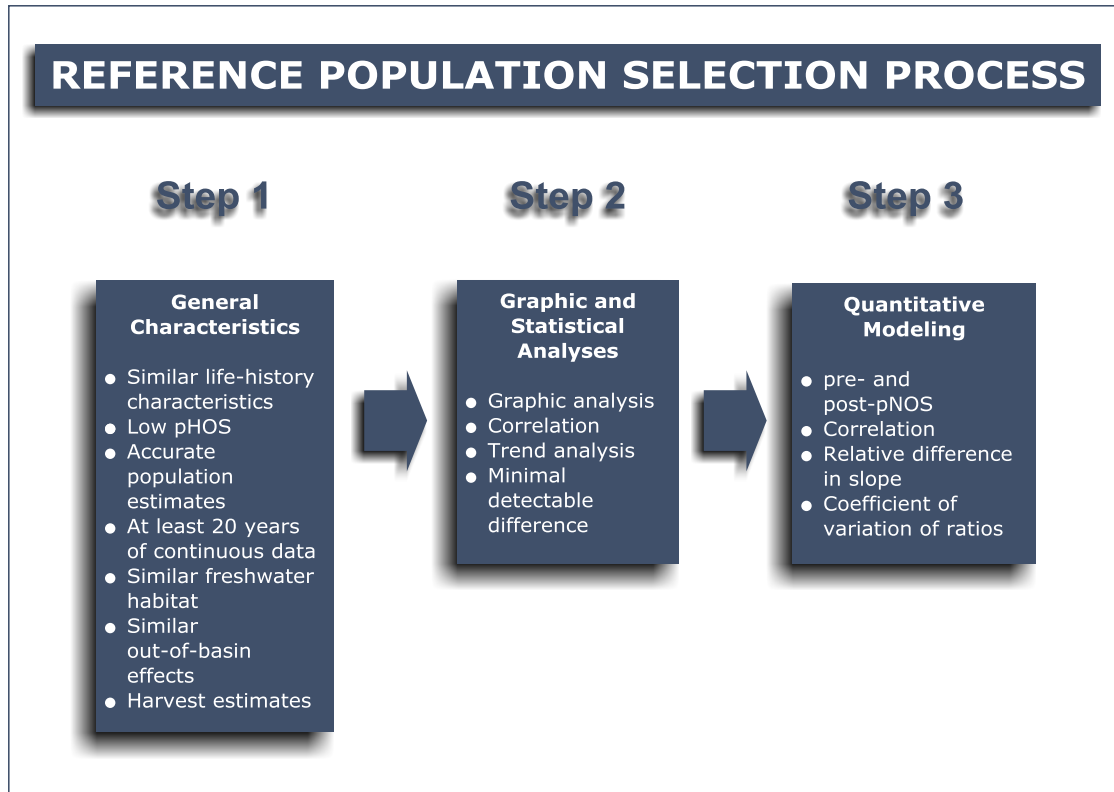 REFERENCE POPULATION SELECTION PROCESS
Step 1
Step 2
Step 3
General
Characteristics
● Similar life-history
characteristics
● Low pHOS
● Accurate
population
estimates
● At least 20 years
of continuous data
● Similar freshwater
habitat
● Similar
out-of-basin
effects
● Harvest estimates
Graphic and
Statistical
Analyses
● Graphic analysis
● Correlation
● Trend analysis
● Minimal
detectable
difference
Quantitative
Modeling
● pre- and
post-pNOS
● Correlation
● Relative difference
in slope
● Coefficient of
variation of ratios